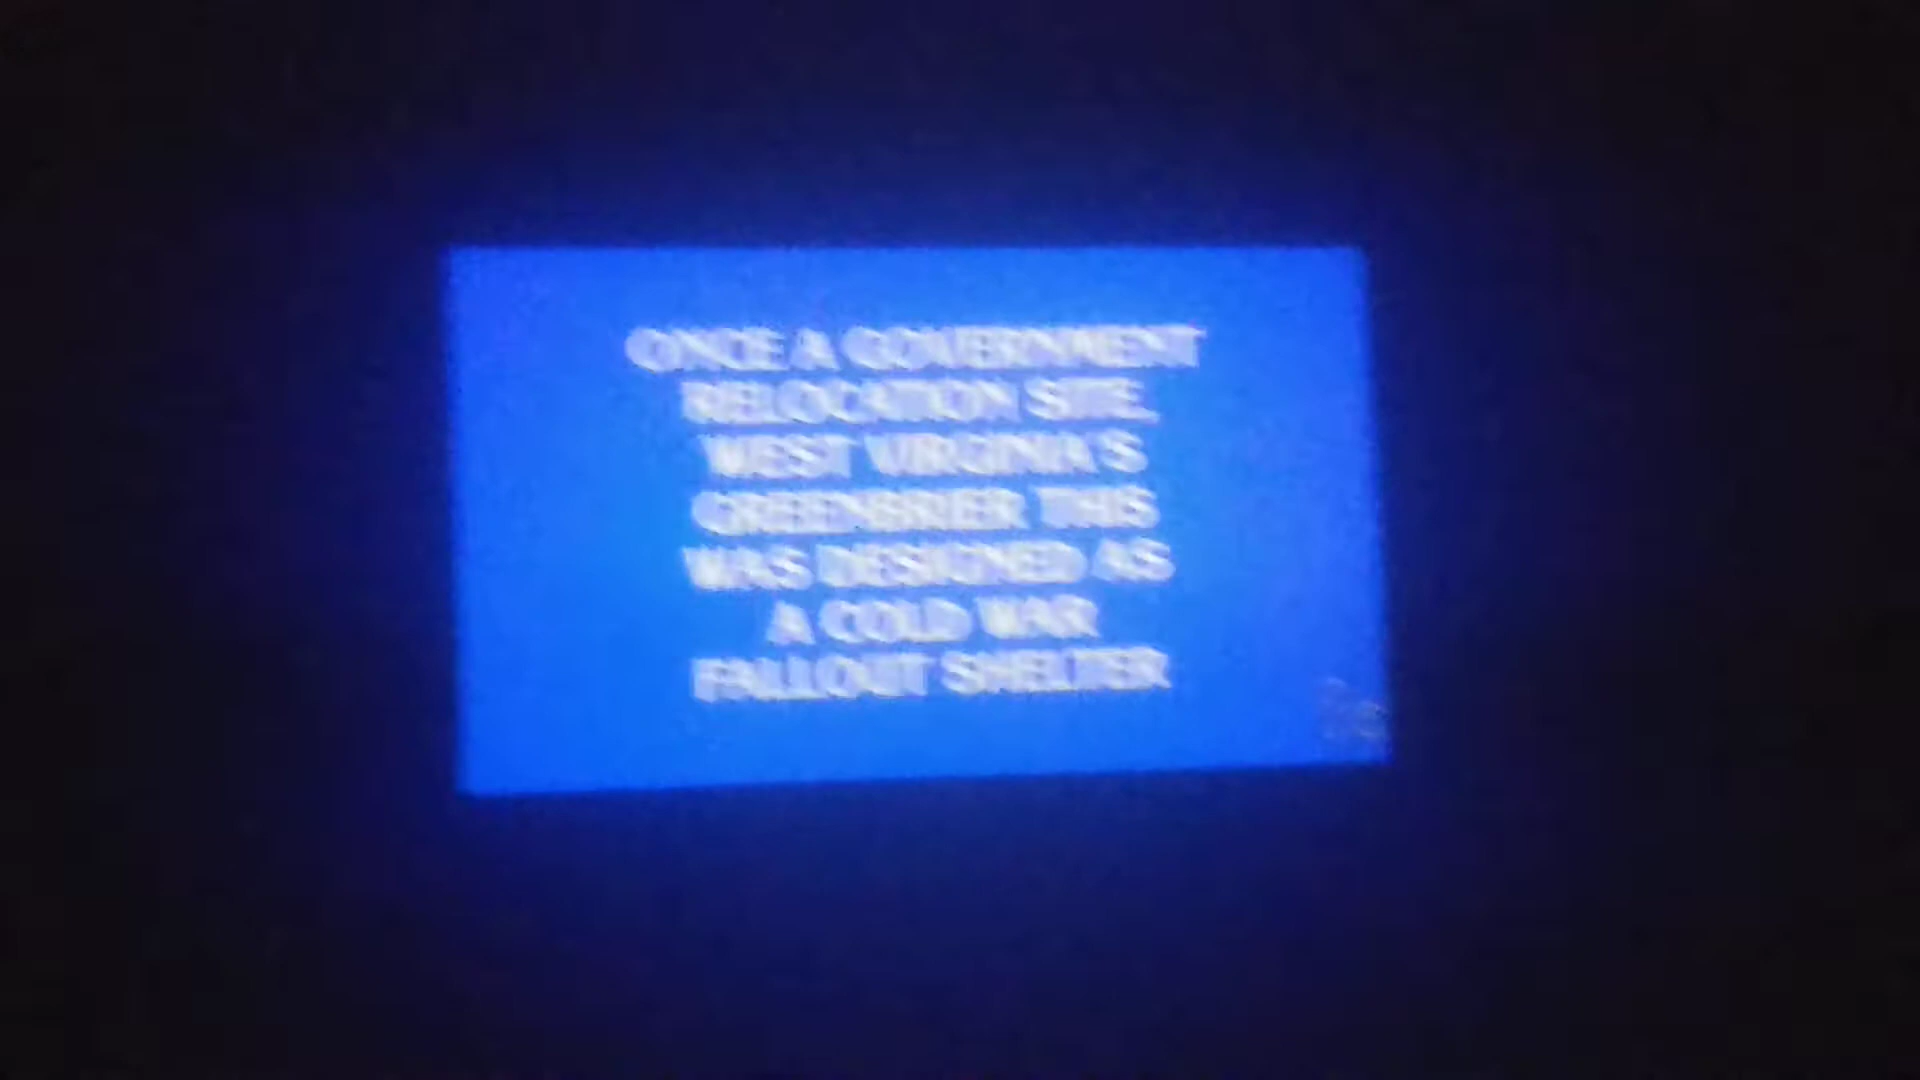 ONCE A GOVERNMENT
RELOCATION SITE,
WEST VIRGINIA'S
GREENBRIER THIS
WAS DESIGNED AS
A COLD WAR
FALLOUT SHELTER